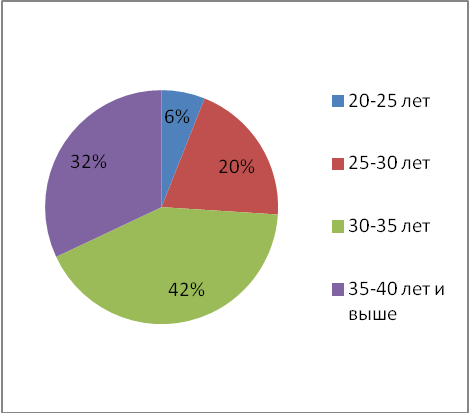 6%
20%
42%
32%
20-25 лет
25-30 лет
30-35 лет
35-40 лет и
выше